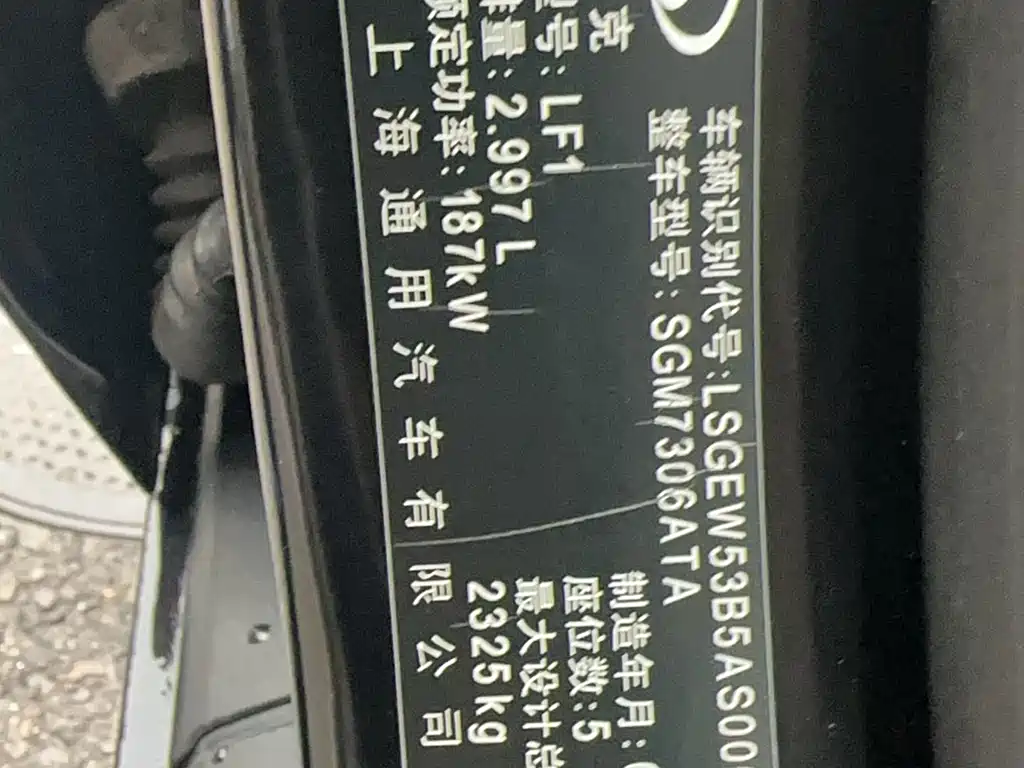 克
车辆识别代号:LSGEW53B5AS00
整车型号:SGM7306ATA
号:LF1
制造年月:
量:2.997L
座位数:5
额定功率:187kW
最大设计总
2325kg
上海通用汽车有限公司